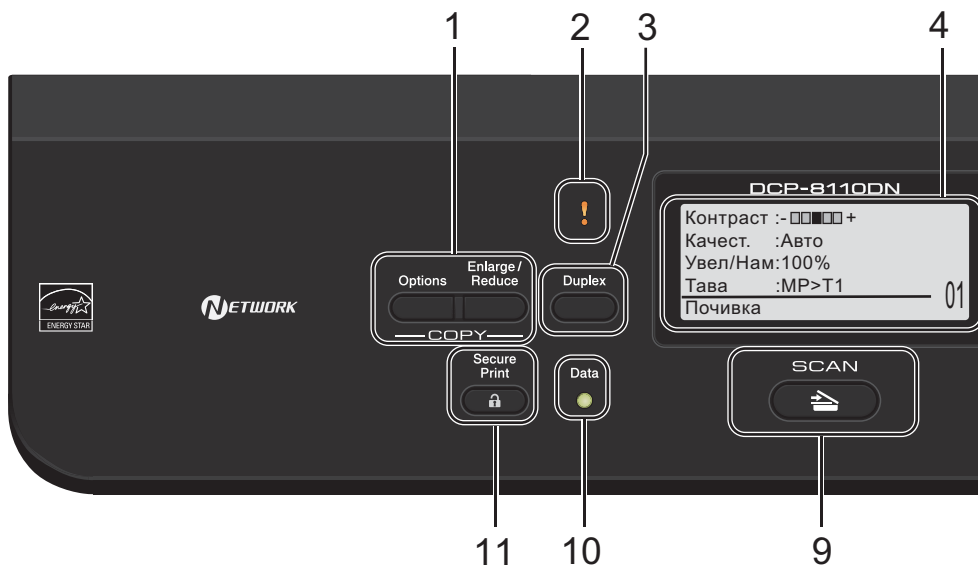 1
2
3
4
DCP-8110DN
Контраст :- +
Качест. :Авто
Увел/Нам:100%
Тава :MP>T1
01
Почивка
Options
Enlarge/
Reduce
COPY
Duplex
energy
ENERGY STAR
NETWORK
Secure
Print
Data
SCAN
11
10
9